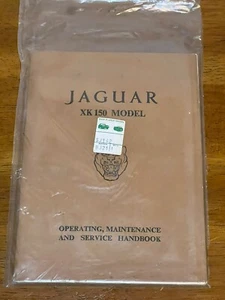 JAGUAR
XK 150 MODEL
OPERATING, MAINTENANCE
AND SERVICE HANDBOOK